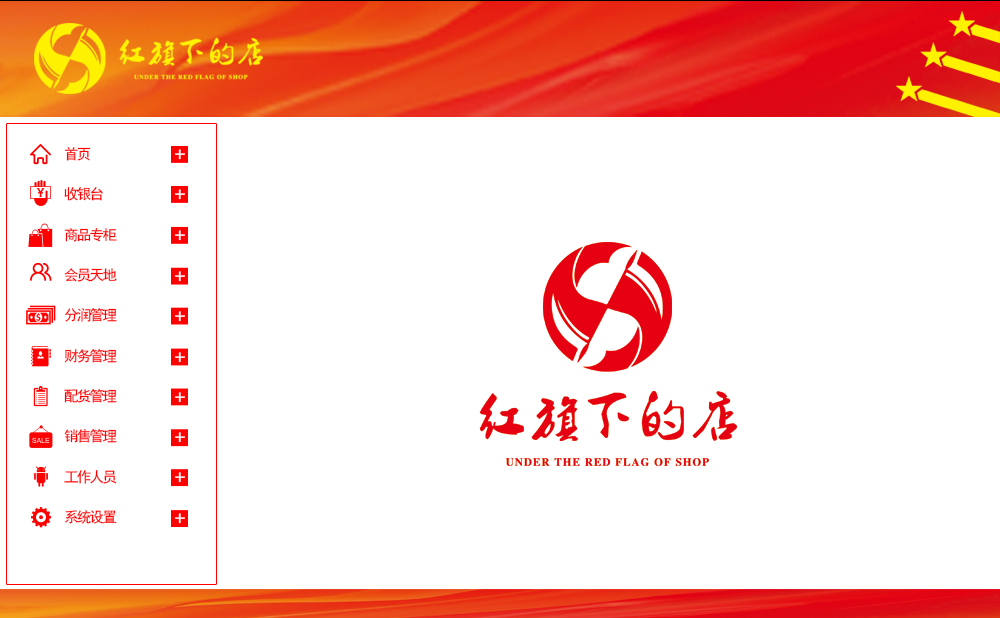 红旗下的店
UNDER THE RED FLAG OF SHOP
首页
收银台
商品专柜
会员天地
分润管理
财务管理
配货管理
SALE
销售管理
工作人员
系统设置
红旗下的店
UNDER THE RED FLAG OF SHOP